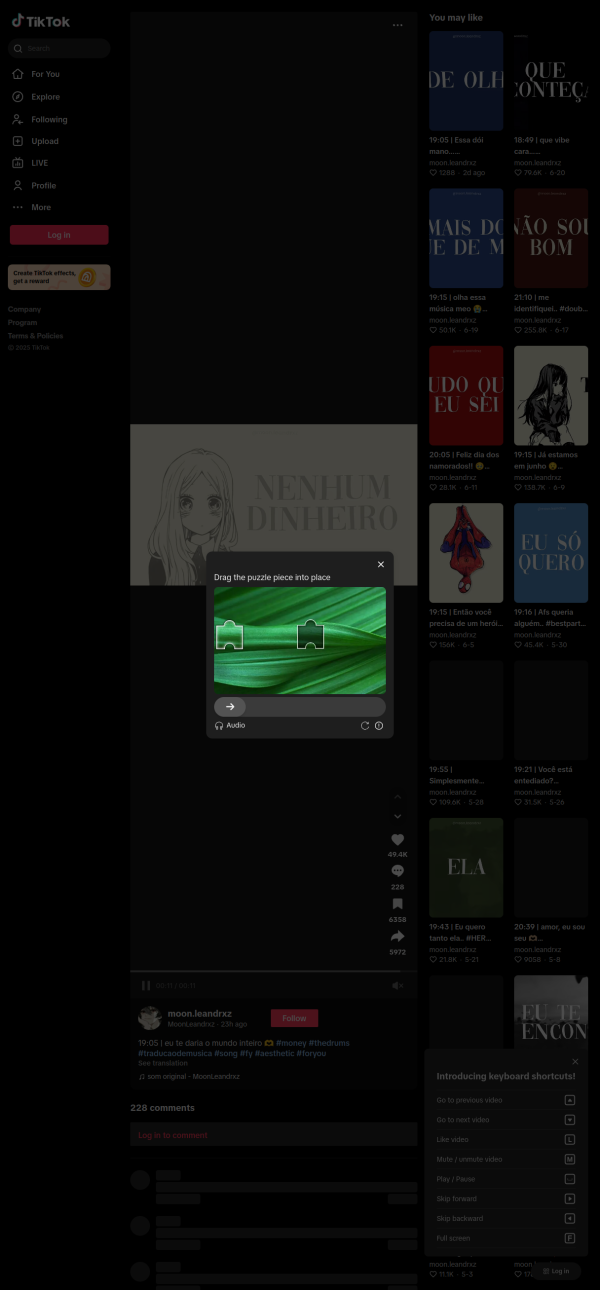 TikTok
Search
For You
Explore
Following
Upload
LIVE
Profile
More
Log in
Create TikTok effects,
get a reward
Company
Program
Terms & Policies
© 2025 TikTok
NENHUM
DINHEIRO
Drag the puzzle piece into place
Audio
49.4K
228
6358
5972
00:11 / 00:11
moon.leandrxz
MoonLeandrxz · 23h ago
Follow
19:05 | eu te daria o mundo inteiro 🫶 #money #thedrums
#traducaodemusica #song #fy #aesthetic #foryou
See translation
♫ som original - MoonLeandrxz
228 comments
Log in to comment
You may like
DE OLH
19:05 | Essa dói
mano......
moon.leandrxz
1288 · 2d ago
QUE
CONTEÇA
18:49 | que vibe
cara......
moon.leandrxz
79.6K · 6-20
MAIS DO
UE DE M
19:15 | olha essa
música meo 😢...
moon.leandrxz
50.1K · 6-19
NÃO SOU
BOM
21:10 | me
identifiquei.. #doub...
moon.leandrxz
255.8K · 6-17
UDO QU
EU SEI
20:05 | Feliz dia dos
namorados!! 🥺...
moon.leandrxz
28.1K · 6-11
T
19:15 | Já estamos
em junho 😯...
moon.leandrxz
138.7K · 6-9
19:15 | Então você
precisa de um herói...
moon.leandrxz
156K · 6-5
EU SÓ
QUERO
19:16 | Afs queria
alguém.. #bestpart...
moon.leandrxz
45.4K · 5-30
19:55 |
Simplesmente...
moon.leandrxz
109.6K · 5-28
19:21 | Você está
entediado?...
moon.leandrxz
31.5K · 5-26
ELA
19:43 | Eu quero
tanto ela.. #HER...
moon.leandrxz
21.8K · 5-21
20:39 | amor, eu sou
seu 🫶...
moon.leandrxz
9058 · 5-8
EU TE
ENCON
Introducing keyboard shortcuts!
Go to previous video
Go to next video
Like video L
Mute / unmute video M
Play / Pause
Skip forward
Skip backward
Full screen F
11.1K · 5-3
Log in